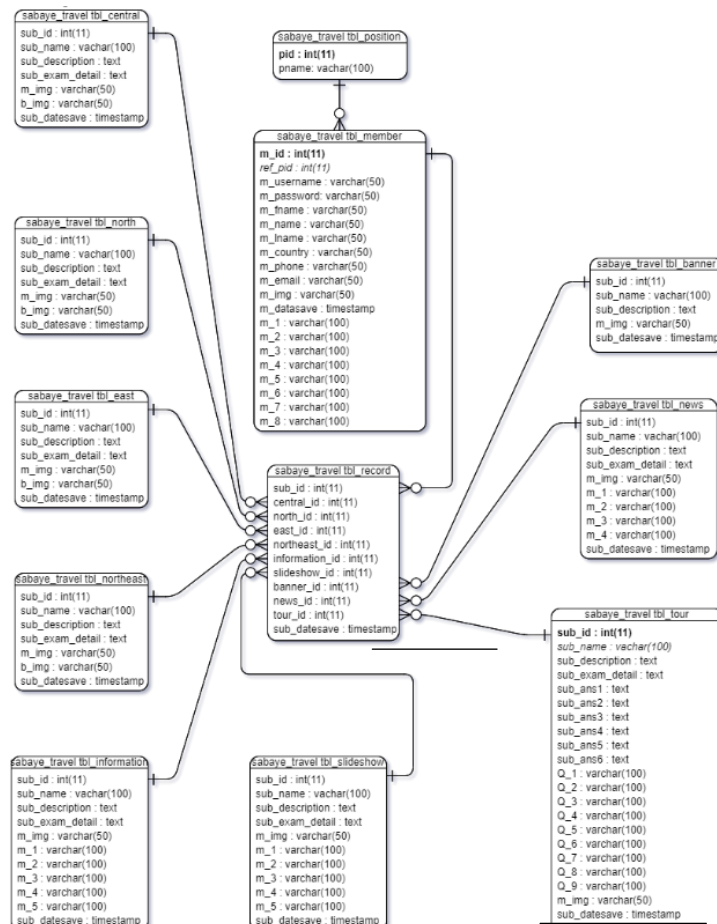 sabaye_travel tbl_central
sub_id : int(11)
sub_name : vachar(100)
sub_description : text
sub_exam_detail : text
m_img : varchar(50)
b_img : varchar(50)
sub_datesave : timestamp
sabaye_travel tbl_position
pid : int(11)
pname: vachar(100)
sabaye_travel tbl_member
m_id : int(11)
ref_pid : int(11)
m_username : varchar(50)
m_password: varchar(50)
m_fname : varchar(50)
m_name : varchar(50)
m_lname : varchar(50)
m_country : varchar(50)
m_phone : varchar(50)
m_email : varchar(50)
m_img : varchar(50)
m_datasave : timestamp
m_1 : varchar(100)
m_2 : varchar(100)
m_3 : varchar(100)
m_4 : varchar(100)
m_5 : varchar(100)
m_6 : varchar(100)
m_7 : varchar(100)
m_8 : varchar(100)
sabaye_travel tbl_north
sub_id : int(11)
sub_name : vachar(100)
sub_description : text
sub_exam_detail : text
m_img : varchar(50)
b_img : varchar(50)
sub_datesave : timestamp
sabaye_travel tbl_banner
sub_id : int(11)
sub_name : vachar(100)
sub_description : text
m_img : varchar(50)
sub_datesave : timestamp
sabaye_travel tbl_east
sub_id : int(11)
sub_name : vachar(100)
sub_description : text
sub_exam_detail : text
m_img : varchar(50)
b_img : varchar(50)
sub_datesave : timestamp
sabaye_travel tbl_news
sub_id : int(11)
sub_name : vachar(100)
sub_description : text
sub_exam_detail : text
m_img : varchar(50)
m_1 : varchar(100)
m_2 : varchar(100)
m_3 : varchar(100)
m_4 : varchar(100)
sub_datesave : timestamp
sabaye_travel tbl_record
sub_id : int(11)
central_id : int(11)
north_id : int(11)
east_id : int(11)
northeast_id : int(11)
information_id : int(11)
slideshow_id : int(11)
banner_id : int(11)
news_id : int(11)
tour_id : int(11)
sub_datesave : timestamp
sabaye_travel tbl_northeast
sub_id : int(11)
sub_name : vachar(100)
sub_description : text
sub_exam_detail : text
m_img : varchar(50)
b_img : varchar(50)
sub_datesave : timestamp
sabaye_travel tbl_tour
sub_id : int(11)
sub_name : vachar(100)
sub_description : text
sub_exam_detail : text
sub_ans1 : text
sub_ans2 : text
sub_ans3 : text
sub_ans4 : text
sub_ans5 : text
sub_ans6 : text
Q_1 : varchar(100)
Q_2 : varchar(100)
Q_3 : varchar(100)
Q_4 : varchar(100)
Q_5 : varchar(100)
Q_6 : varchar(100)
Q_7 : varchar(100)
Q_8 : varchar(100)
Q_9 : varchar(100)
m_img : varchar(50)
sub_datesave : timestamp
sabaye_travel tbl_information
sub_id : int(11)
sub_name : vachar(100)
sub_description : text
sub_exam_detail : text
m_img : varchar(50)
m_1 : varchar(100)
m_2 : varchar(100)
m_3 : varchar(100)
m_4 : varchar(100)
m_5 : varchar(100)
sub_datesave : timestamp
sabaye_travel tbl_slideshow
sub_id : int(11)
sub_name : vachar(100)
sub_description : text
sub_exam_detail : text
m_img : varchar(50)
m_1 : varchar(100)
m_2 : varchar(100)
m_3 : varchar(100)
m_4 : varchar(100)
m_5 : varchar(100)
sub_datesave : timestamp